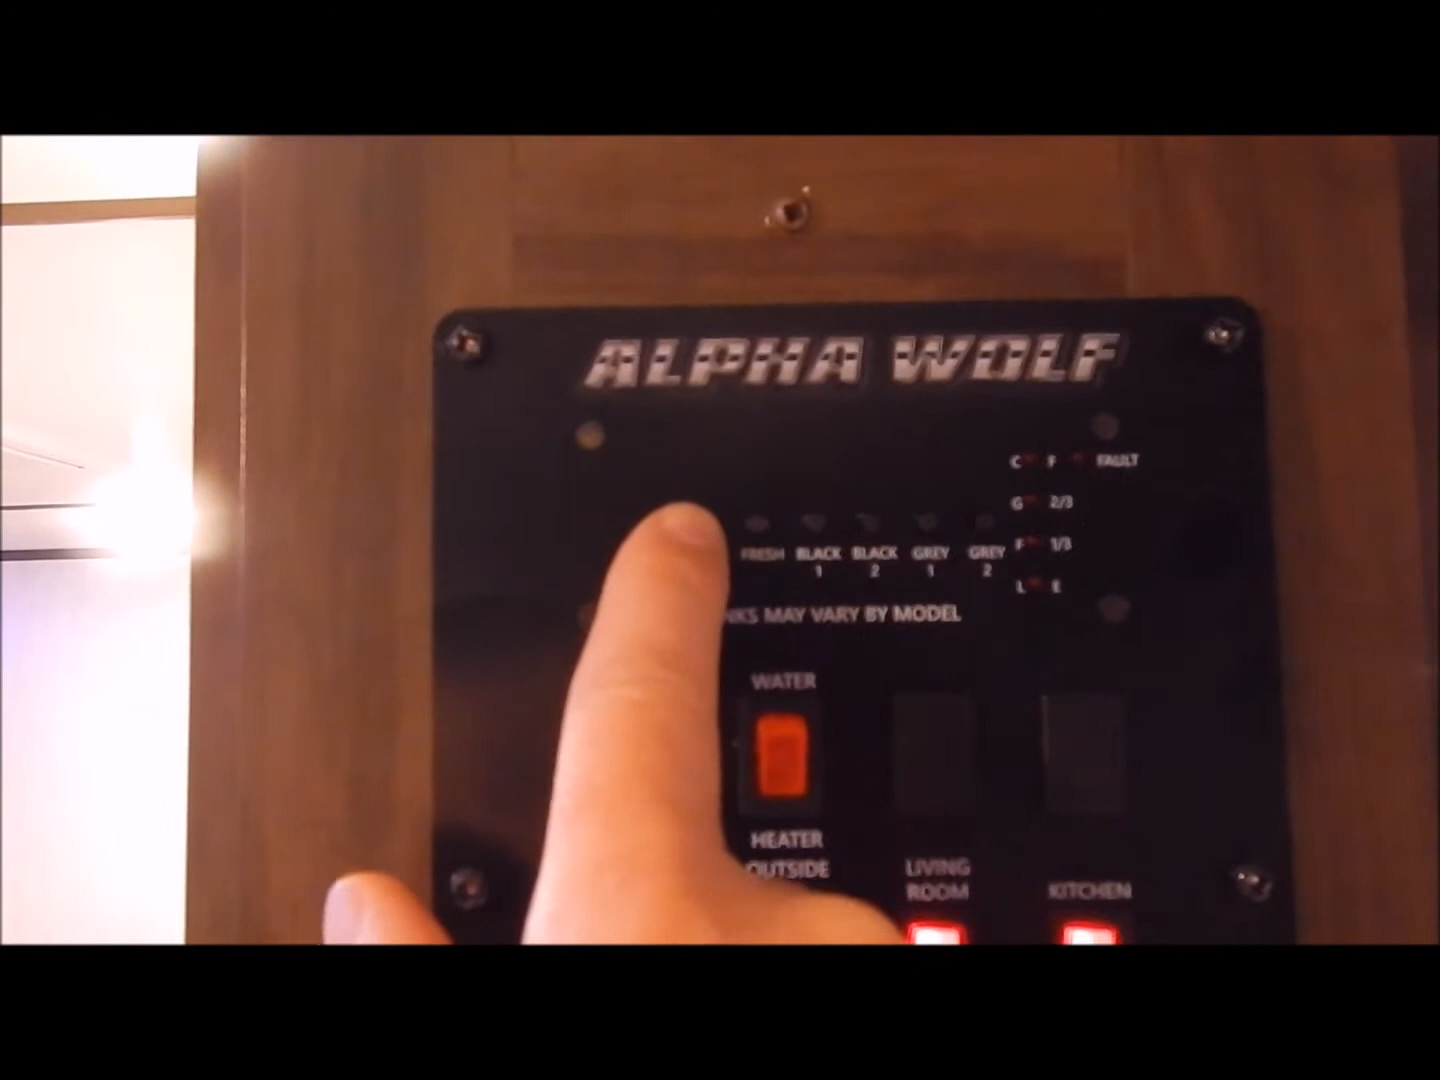 ALPHA WOLF
C F FAULT
G 2/3
F 1/3
L E
FRESH BLACK 1 BLACK 2 GREY 1 GREY 2
MAY VARY BY MODEL
WATER
HEATER
OUTSIDE
LIVING
ROOM
KITCHEN